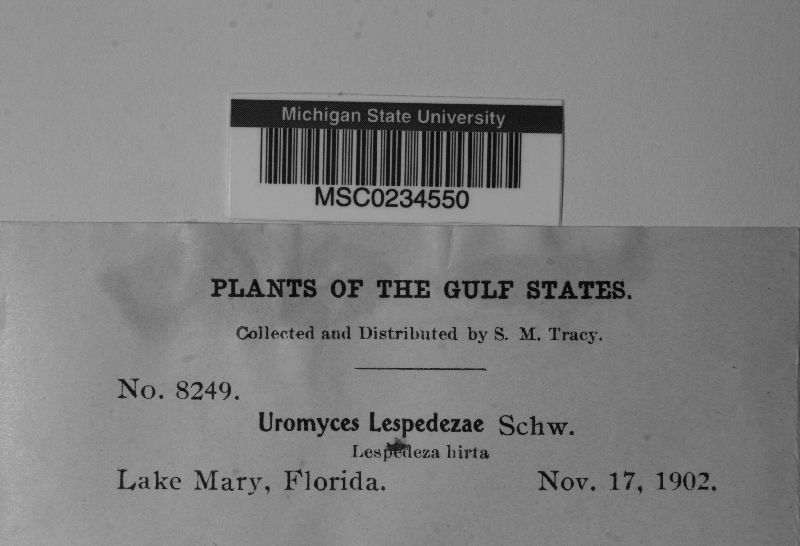 Michigan State University
MSC0234550
PLANTS OF THE GULF STATES.
Collected and Distributed by S. M. Tracy.
No. 8249.
Uromyces Lespedezae Schw.
Lespedeza hirta
Lake Mary, Florida. Nov. 17, 1902.